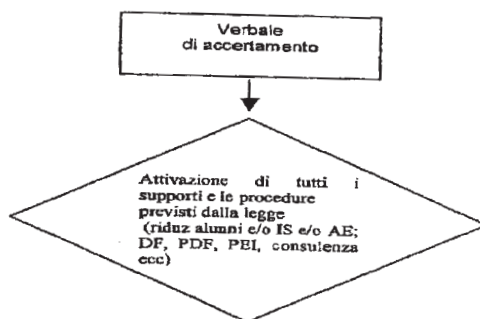 Verbale
di accertamento
Attivazione di tutti i
supporti e le procedure
previsti dalla legge
(riduz alunni e/o IS e/o AE;
DF, PDF, PEI, consulenza
ecc)